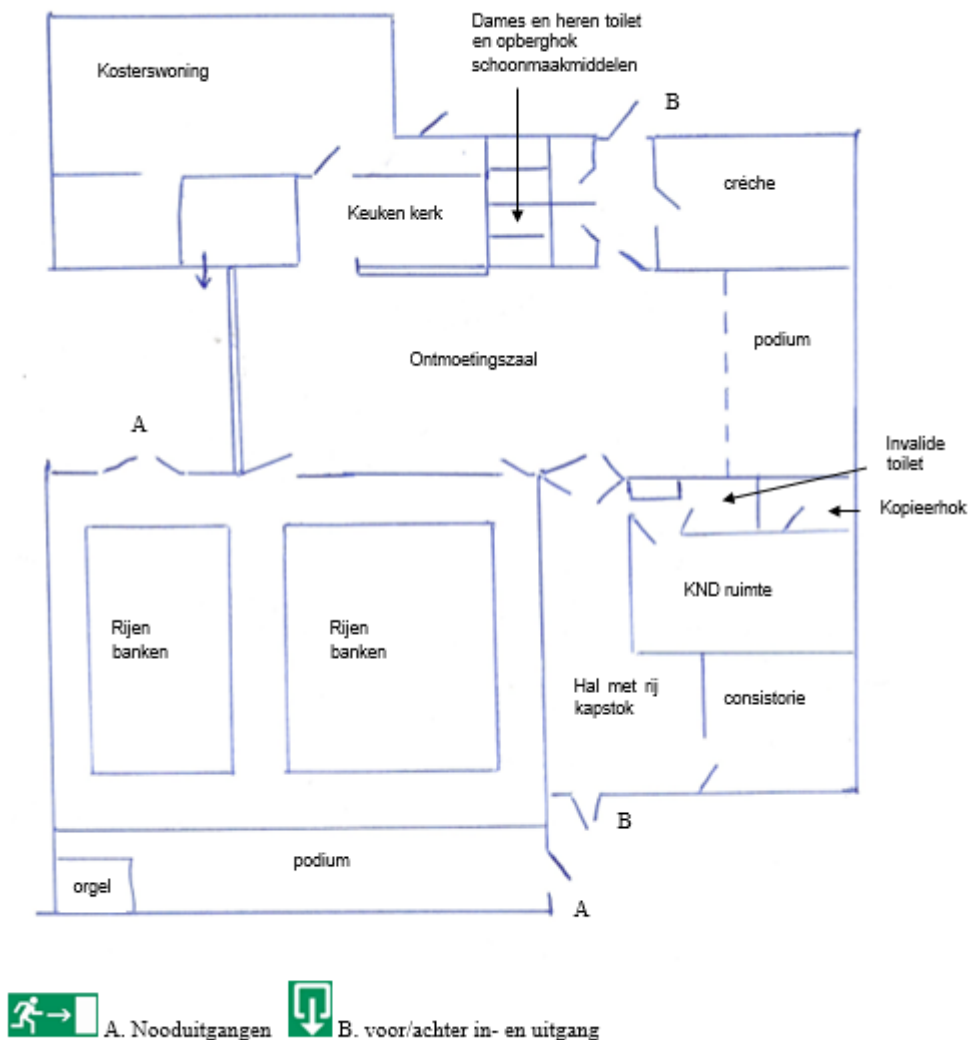 Dames en heren toilet
en opberghok
schoonmaakmiddelen
Kosterswoning
B
crèche
Keuken kerk
podium
Ontmoetingszaal
A
Invalide
toilet
Kopieerhok
KND ruimte
Rijen
banken
Rijen
banken
Hal met rij
kapstok
consistorie
B
podium
orgel
A
A. Nooduitgangen
B. voor/achter in- en uitgang